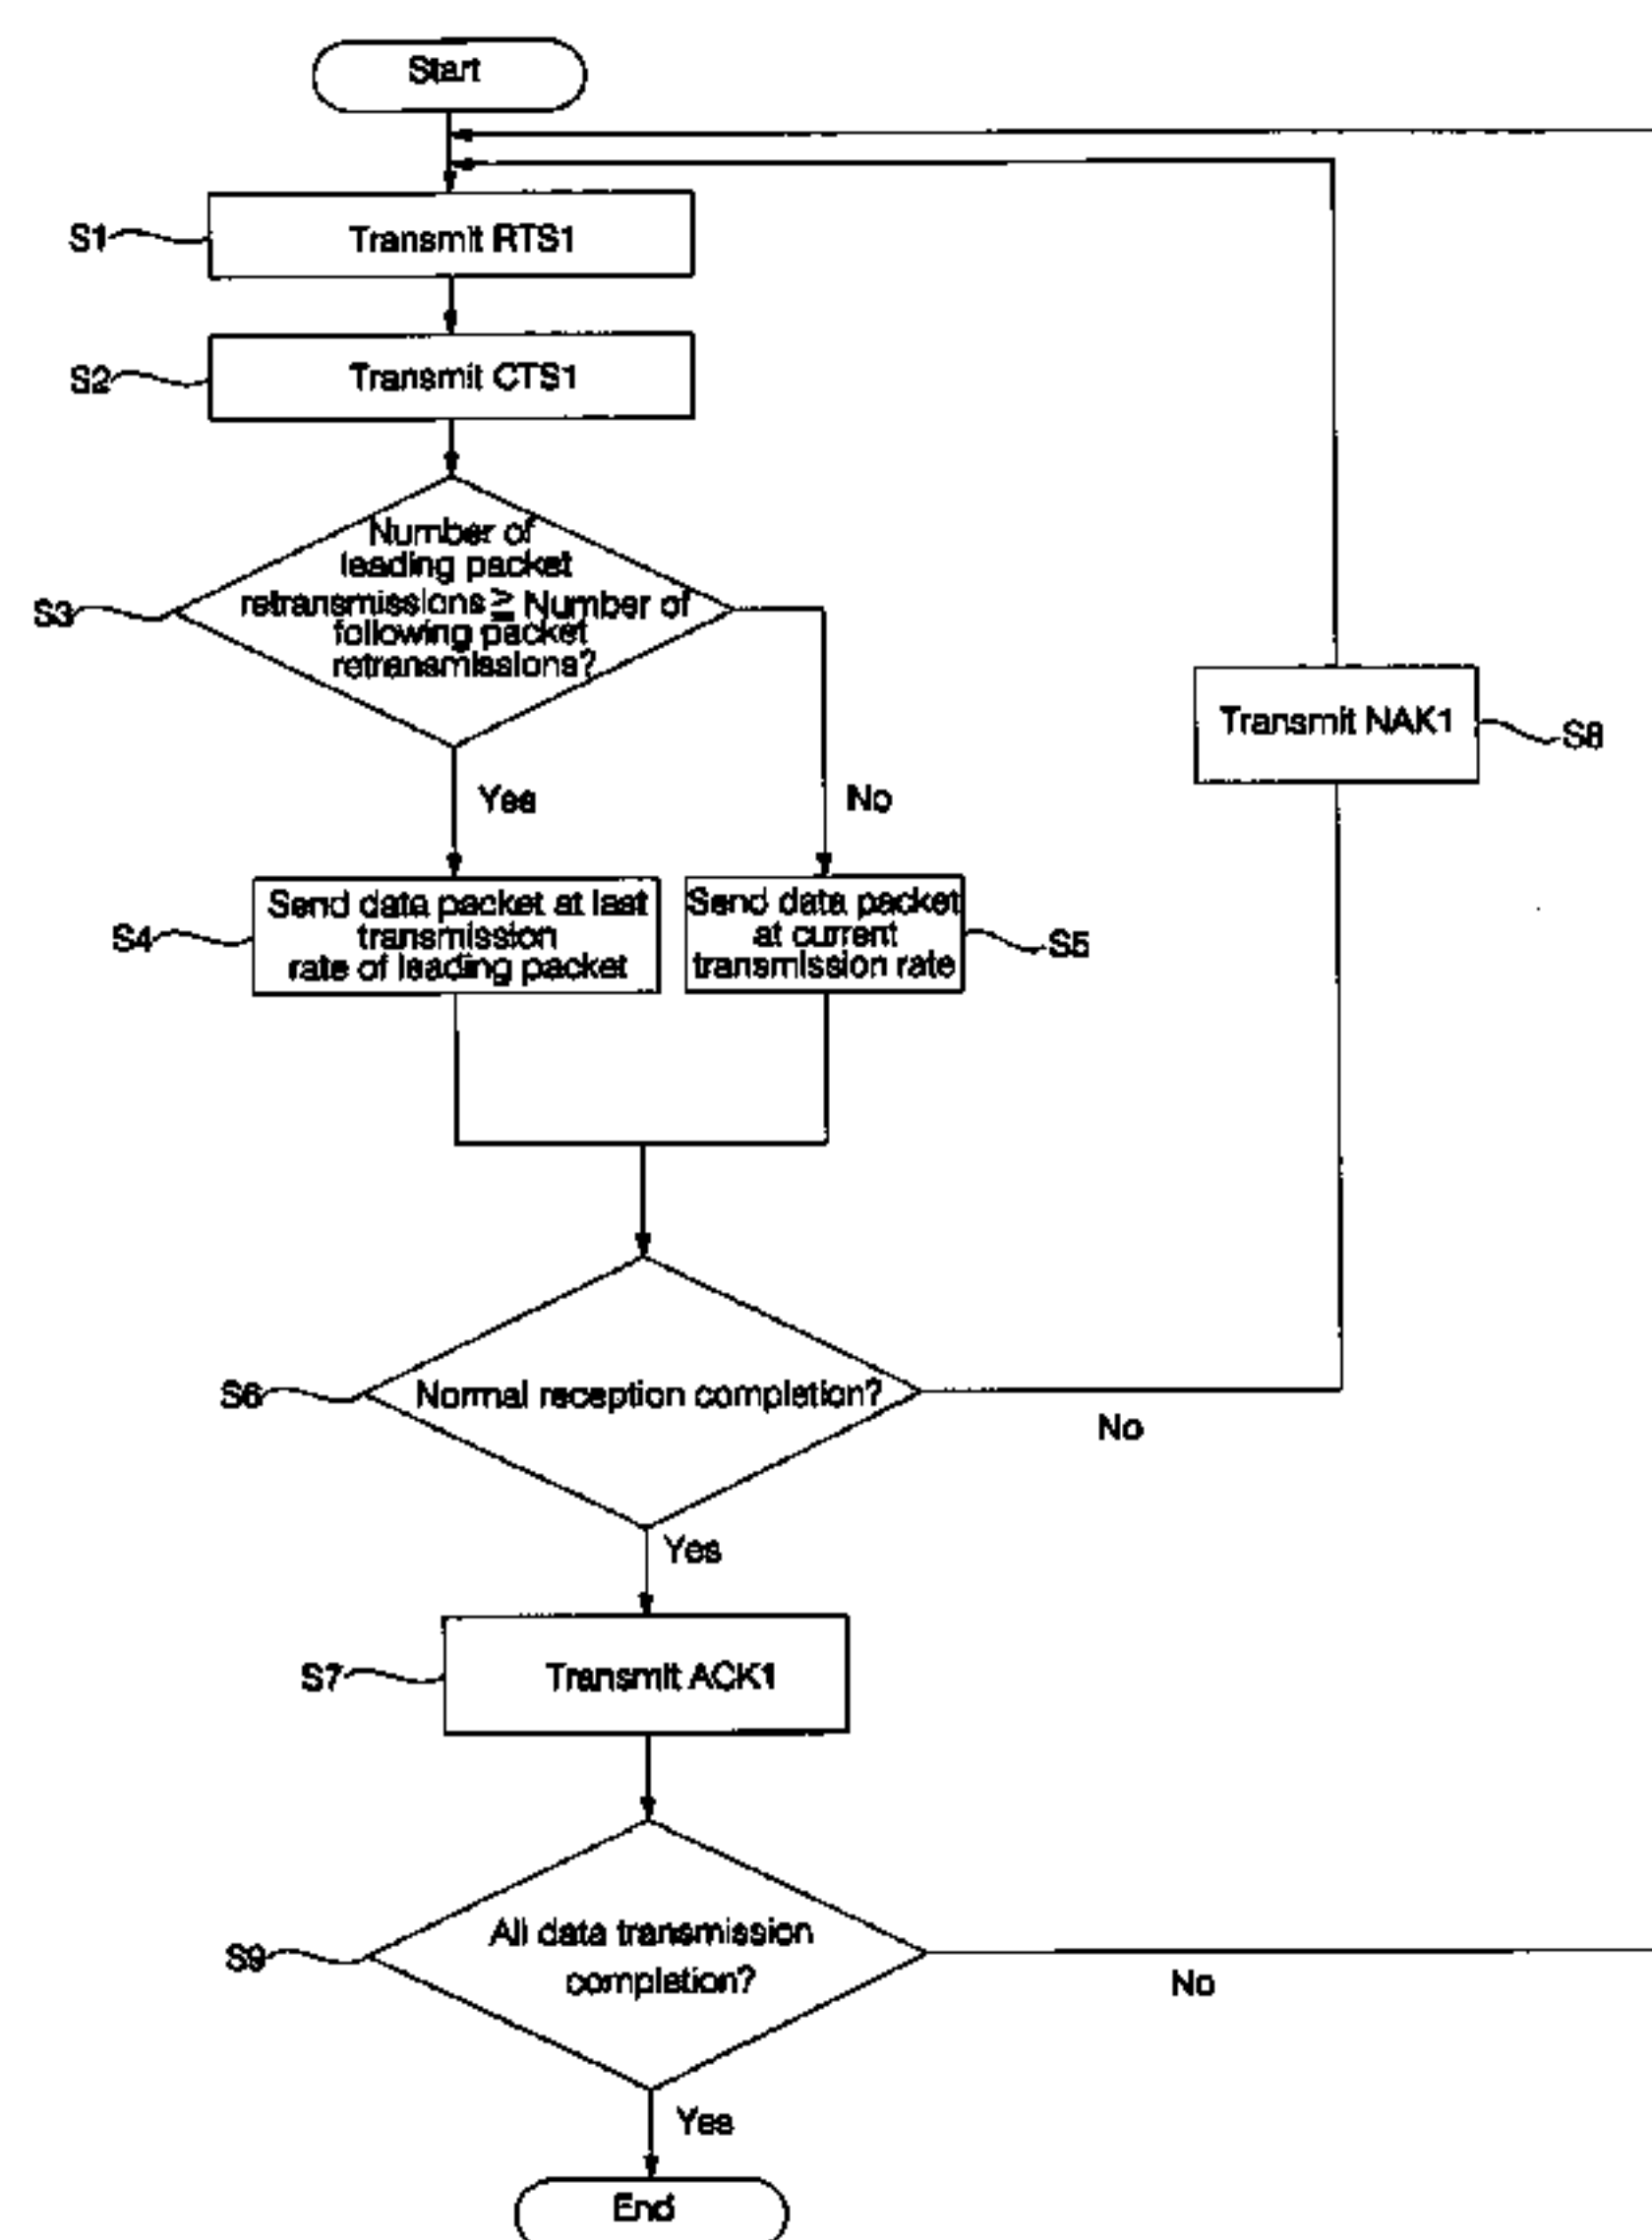 Start
S1
Transmit RTS1
S2
Transmit CTS1
S3
Number of
leading packet
retransmissions ≧ Number of
following packet
retransmissions?
Yes
No
Transmit NAK1
S8
S4
Send data packet at last
transmission
rate of leading packet
Send data packet
at current
transmission rate
S5
S6
Normal reception completion?
No
Yes
S7
Transmit ACK1
S9
All data transmission
completion?
No
Yes
End